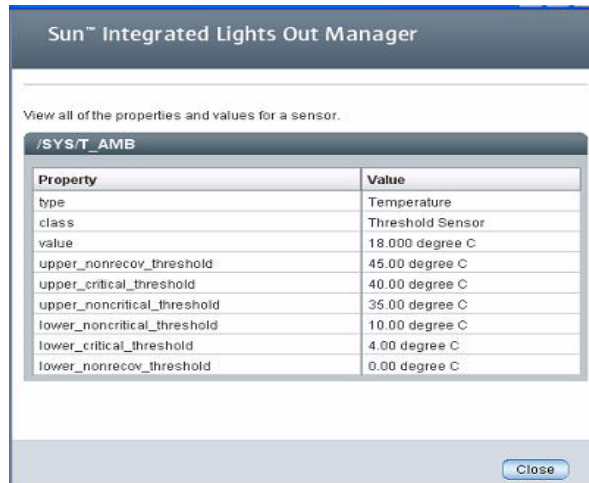 Sun™ Integrated Lights Out Manager
View all of the properties and values for a sensor.
/SYS/T_AMB
Property Value
type Temperature
class Threshold Sensor
value 18.000 degree C
upper_nonrecov_threshold 45.00 degree C
upper_critical_threshold 40.00 degree C
upper_noncritical_threshold 35.00 degree C
lower_noncritical_threshold 10.00 degree C
lower_critical_threshold 4.00 degree C
lower_nonrecov_threshold 0.00 degree C
Close